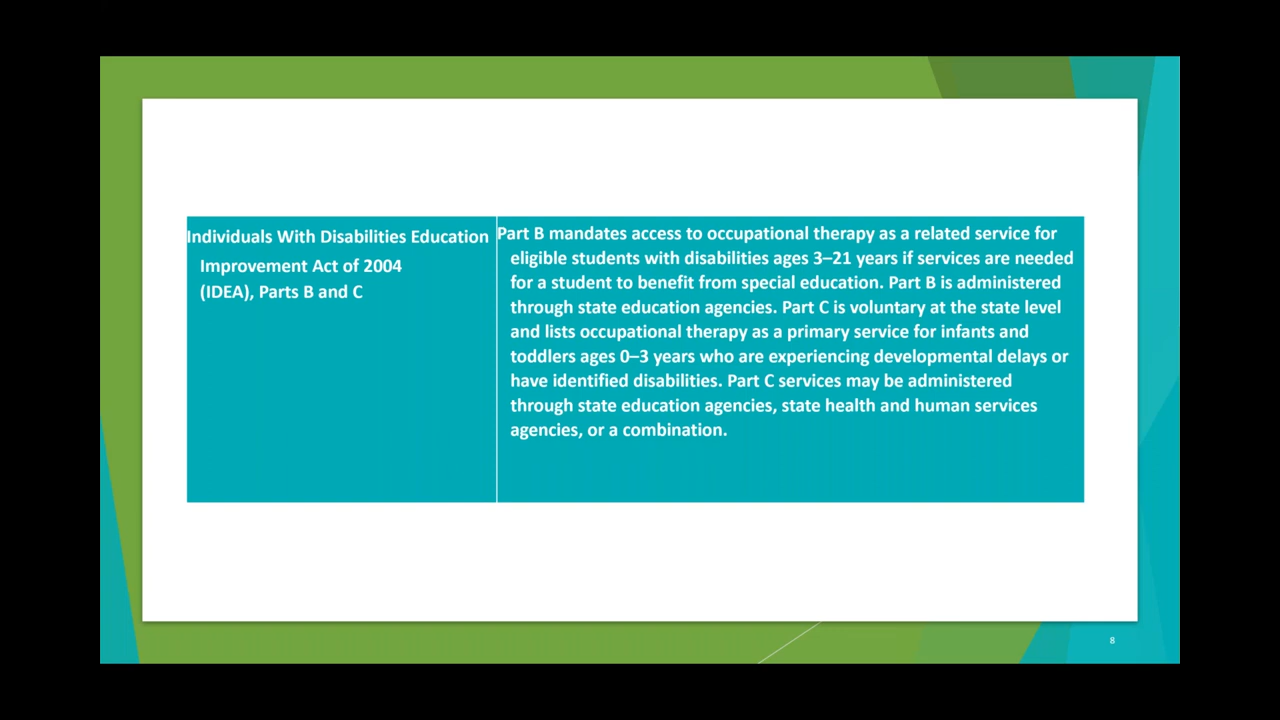 Individuals With Disabilities Education
Improvement Act of 2004
(IDEA), Parts B and C
Part B mandates access to occupational therapy as a related service for
eligible students with disabilities ages 3–21 years if services are needed
for a student to benefit from special education. Part B is administered
through state education agencies. Part C is voluntary at the state level
and lists occupational therapy as a primary service for infants and
toddlers ages 0–3 years who are experiencing developmental delays or
have identified disabilities. Part C services may be administered
through state education agencies, state health and human services
agencies, or a combination.
8